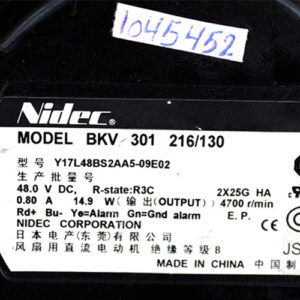 1045452
Nidec
MODEL BKV 301 216/130
型号 Y17L48BS2AA5-09E02
生产批量号
48.0 V DC, R-state:R3C 2X25G HA
0.80 A 14.9 W (输出(OUTPUT)) 4700 r/min
Rd+ Bu- Ye=Alarm Gn=Gnd alarm E.P.
NIDEC CORPORATION
日本电产(东莞)有限公司
风扇用直流电动机 绝缘等级B
JS
MADE IN CHINA 中国制